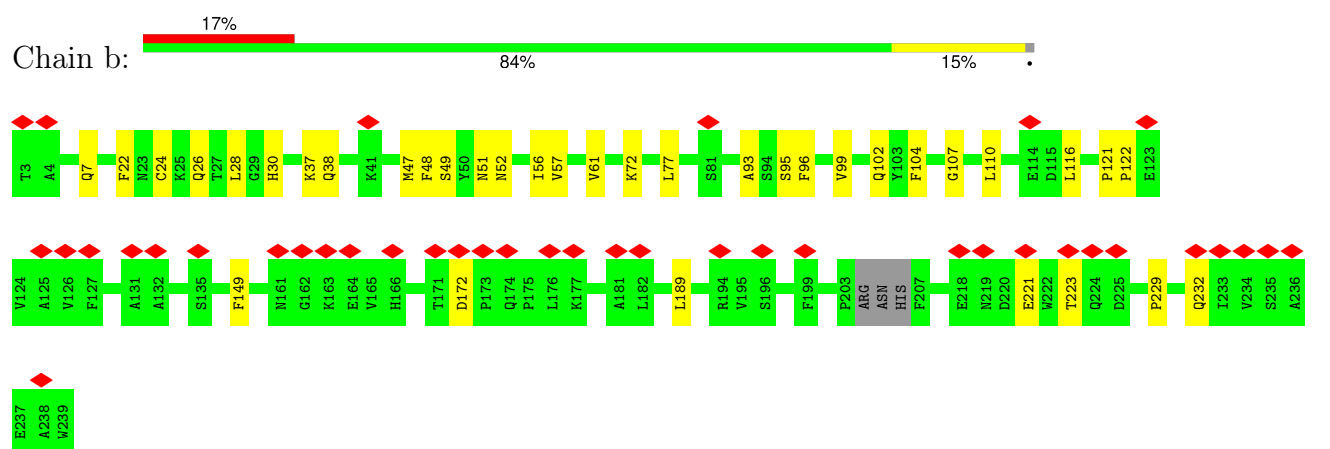 17%
Chain b:
84% 15% •
T3 A4 Q7 F22 N23 C24 K25 Q26 T27 L28 G29 H30 K37 Q38 K41 M47 F48 S49 Y50 N51 N52 I56 V57 V61 K72 L77 S81 A93 S94 S95 F96 V99 Q102 Y103 F104 G107 L110 E114 D115 L116 P121 P122 E123
V124 A125 V126 F127 A131 A132 S135 F149 N161 G162 K163 E164 V165 H166 T171 D172 P173 Q174 P175 L176 K177 A181 L182 L189 R194 V195 S196 F199 P203 ARG ASN HIS F207 E218 N219 D220 E221 W222 T223 Q224 D225 P229 Q232 I233 V234 S235 A236
E237 A238 W239